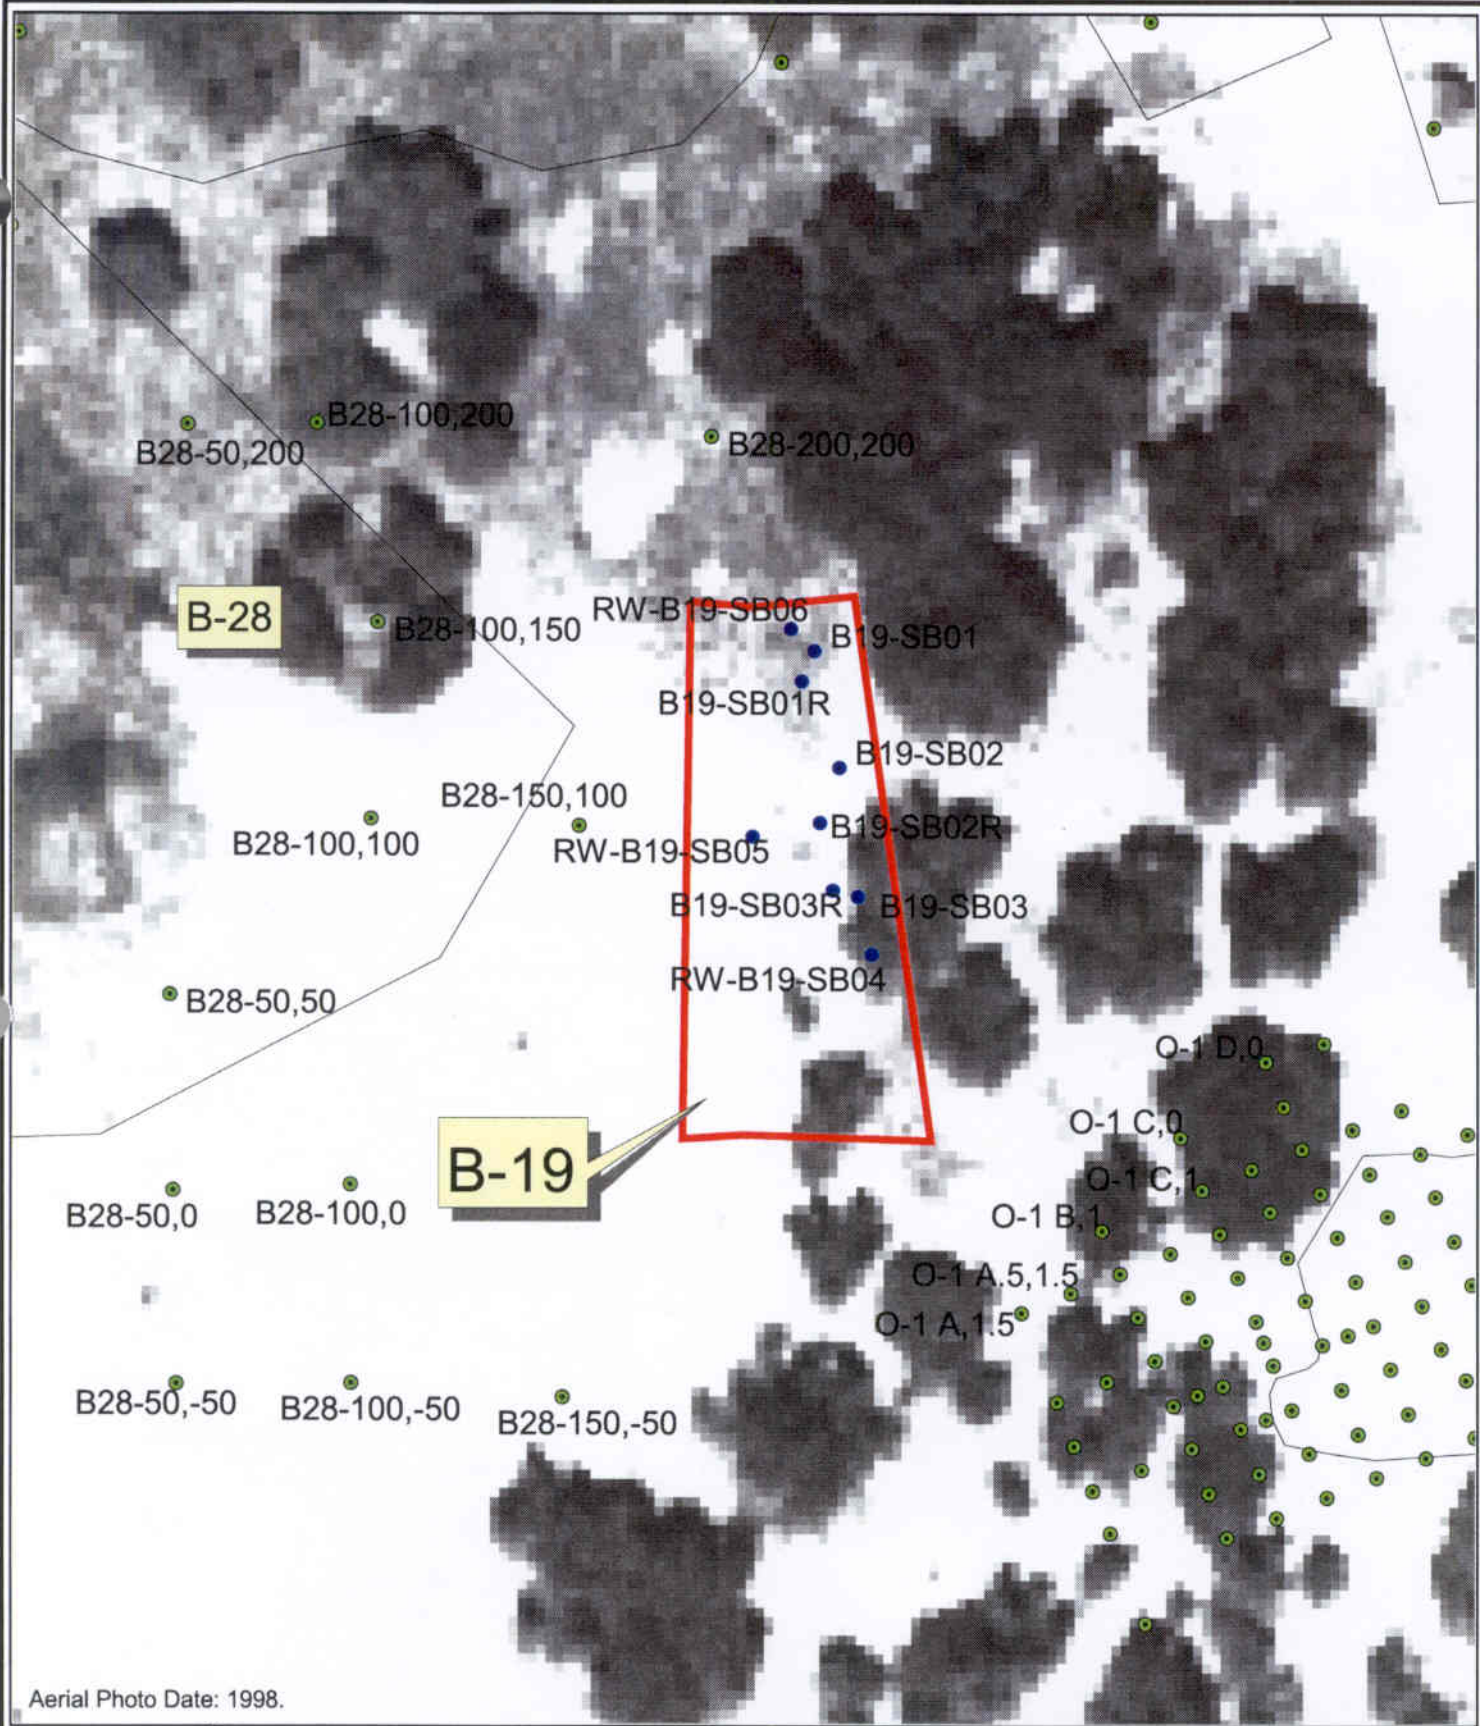 B28-100,200
B28-50,200
B28-200,200
B-28
B28-100,150
RW-B19-SB06
B19-SB01
B19-SB01R
B19-SB02
B28-150,100
B28-100,100
B19-SB02R
RW-B19-SB05
B19-SB03R
B19-SB03
RW-B19-SB04
B28-50,50
O-1 D,0
O-1 C,0
B-19
O-1 C,1
B28-50,0
B28-100,0
O-1 B,1
O-1 A.5,1.5
O-1 A,1.5
B28-50,-50
B28-100,-50
B28-150,-50
Aerial Photo Date: 1998.